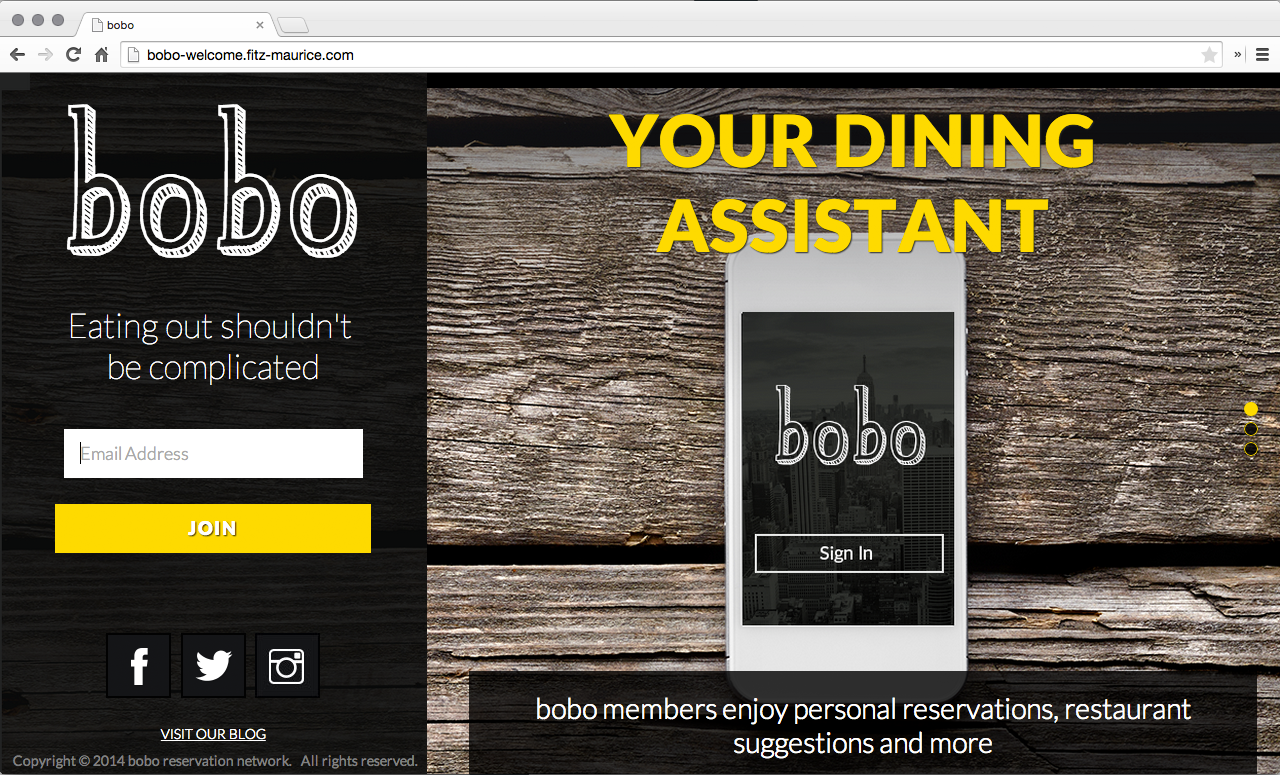 bobo
bobo-welcome.fitz-maurice.com
»
bobo
Eating out shouldn't
be complicated
Email Address
JOIN
VISIT OUR BLOG
Copyright © 2014 bobo reservation network. All rights reserved.
YOUR DINING
ASSISTANT
bobo
Sign In
bobo members enjoy personal reservations, restaurant
suggestions and more